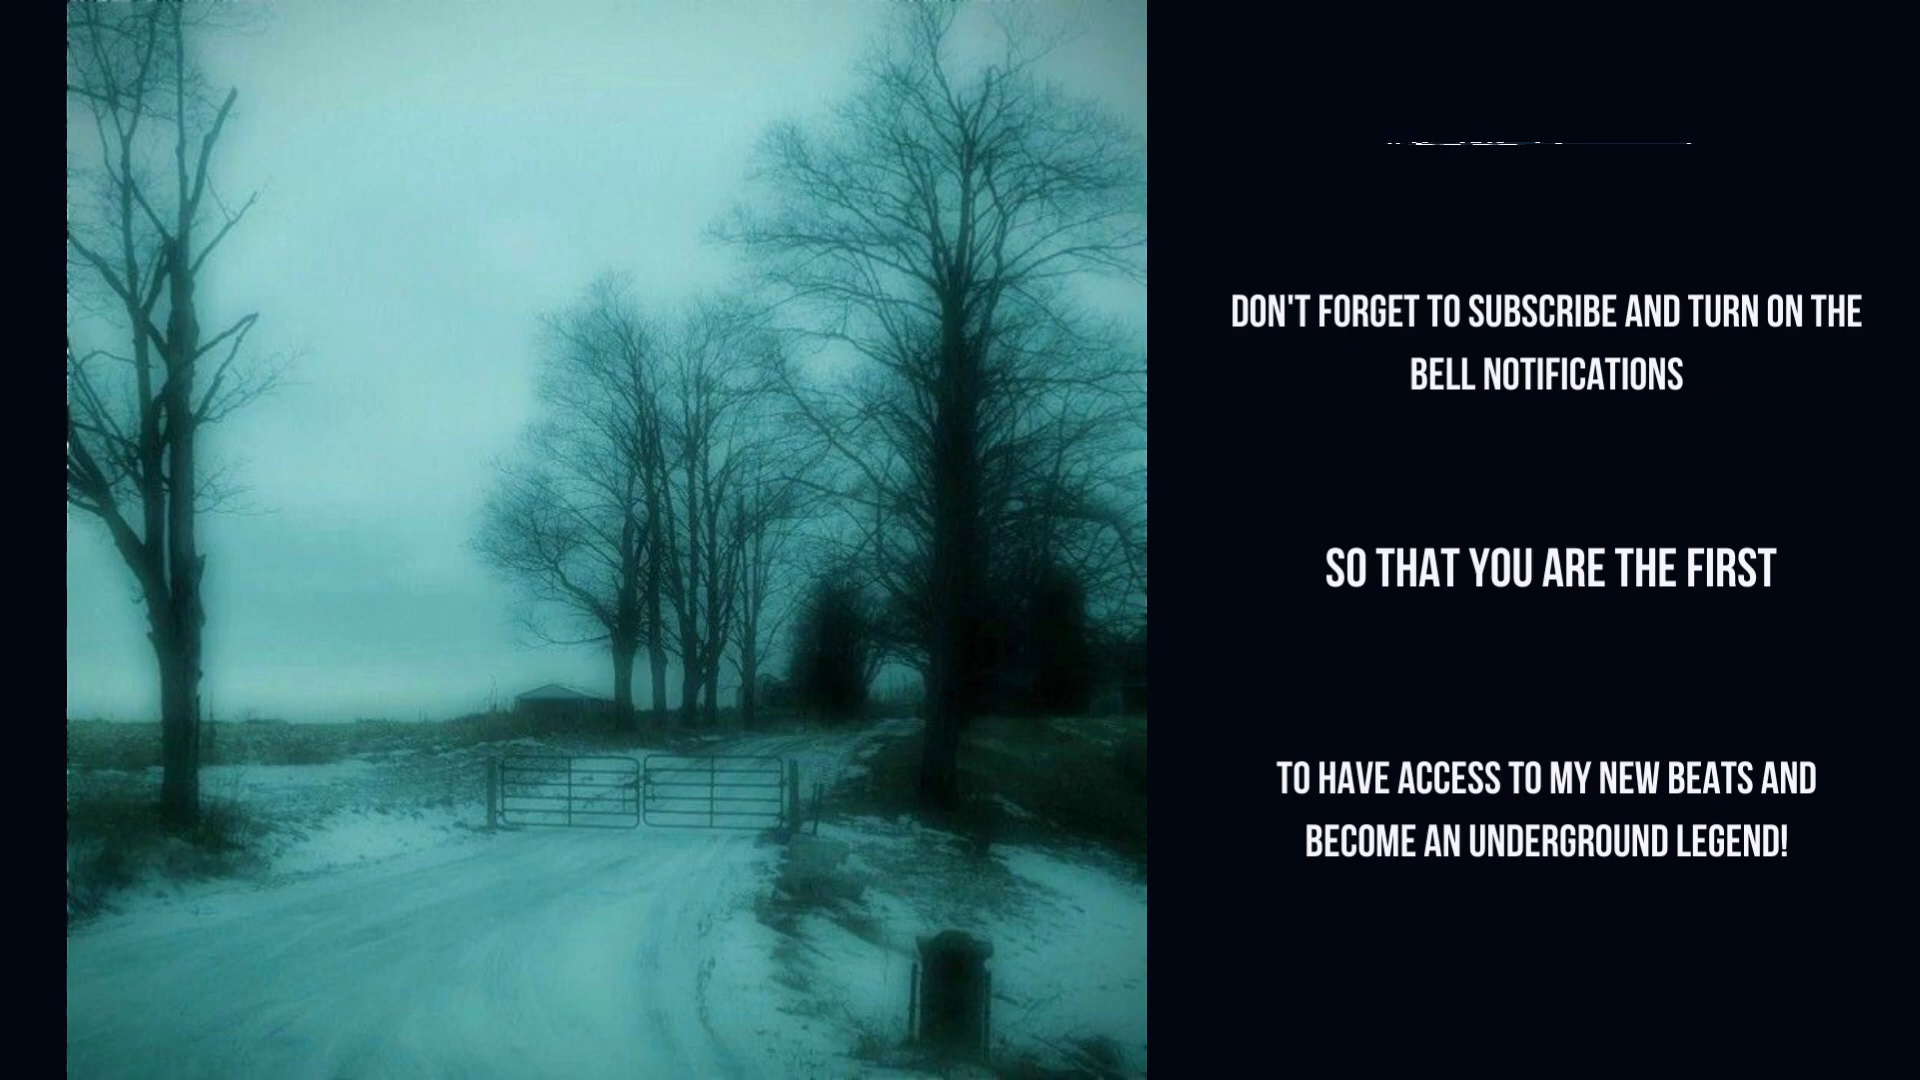 DON'T FORGET TO SUBSCRIBE AND TURN ON THE
BELL NOTIFICATIONS
SO THAT YOU ARE THE FIRST
TO HAVE ACCESS TO MY NEW BEATS AND
BECOME AN UNDERGROUND LEGEND!